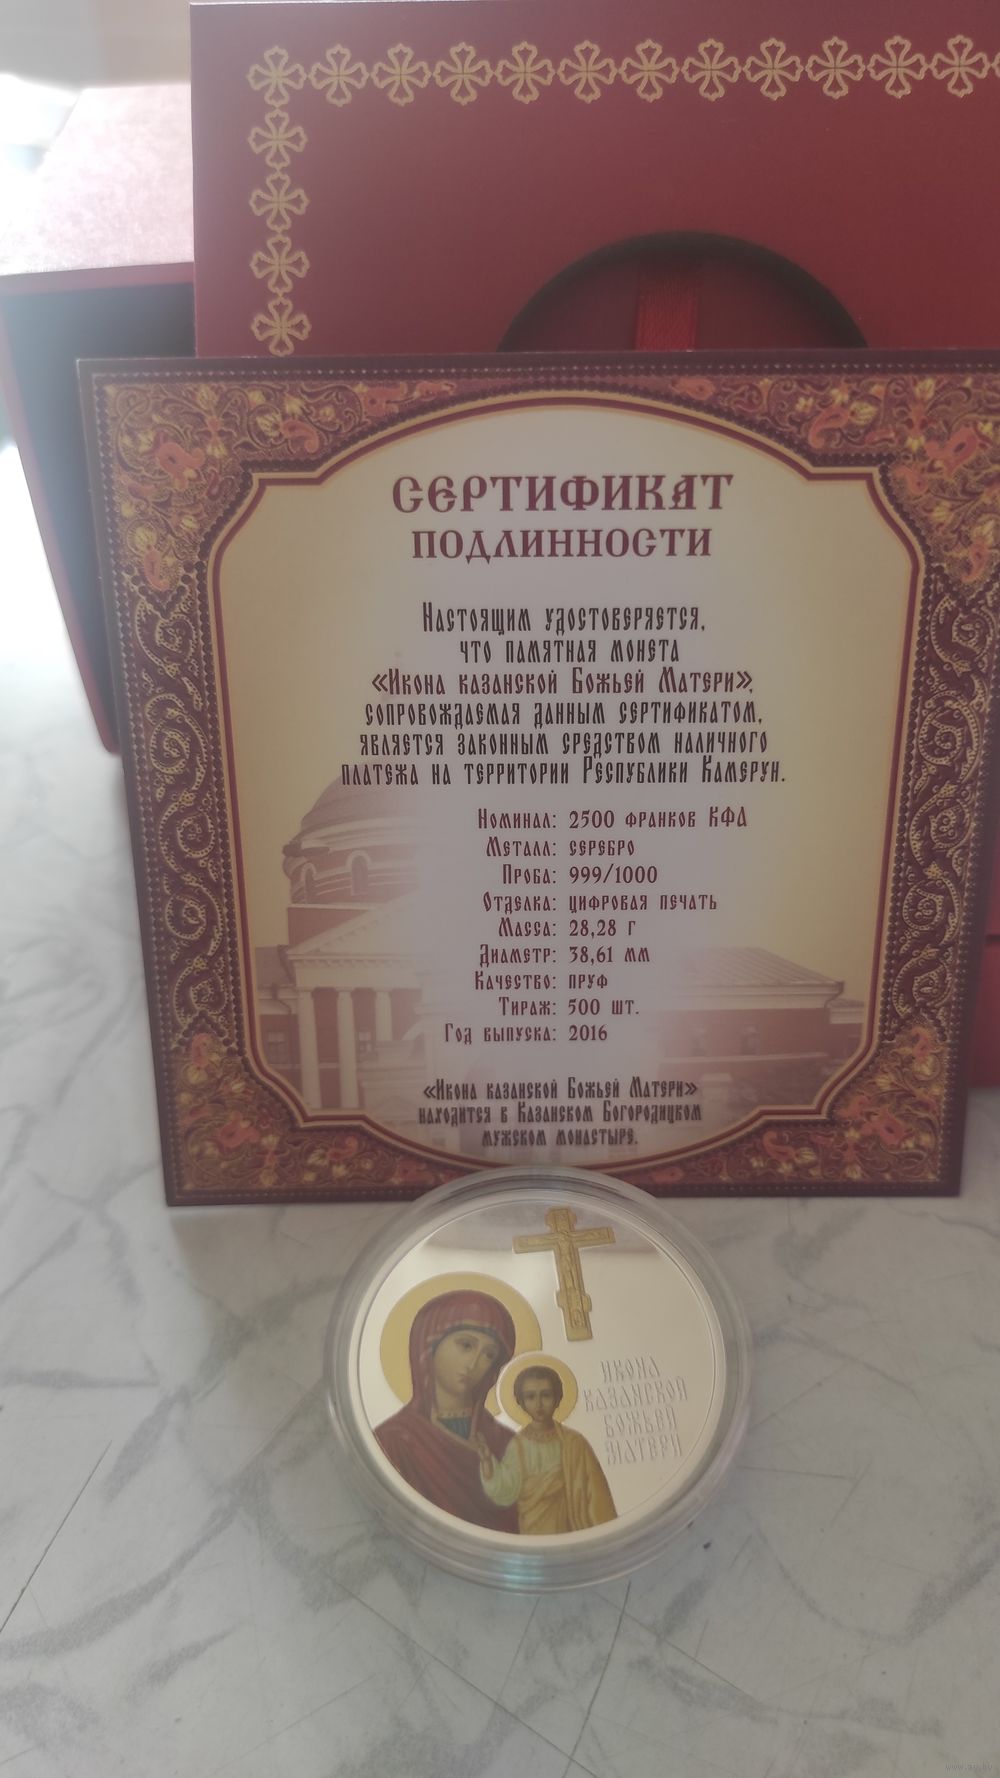 СЕРТИФИКАТ
ПОДЛИННОСТИ
Настоящим удостоверяется,
что памятная монета
«Икона казанской Божьей Матери»,
сопровождаемая данным сертификатом,
является законным средством наличного
платежа на территории Республики Камерун.
Номинал: 2500 франков КФА
Металл: серебро
Проба: 999/1000
Отделка: цифровая печать
Масса: 28,28 г
Диаметр: 38,61 мм
Качество: пруф
Тираж: 500 шт.
Год выпуска: 2016
«Икона казанской Божьей Матери»
находится в Казанском Богородицком
мужском монастыре.
ИКОНА
КАЗАНСКОЙ
БОЖЬЕЙ
МАТЕРИ